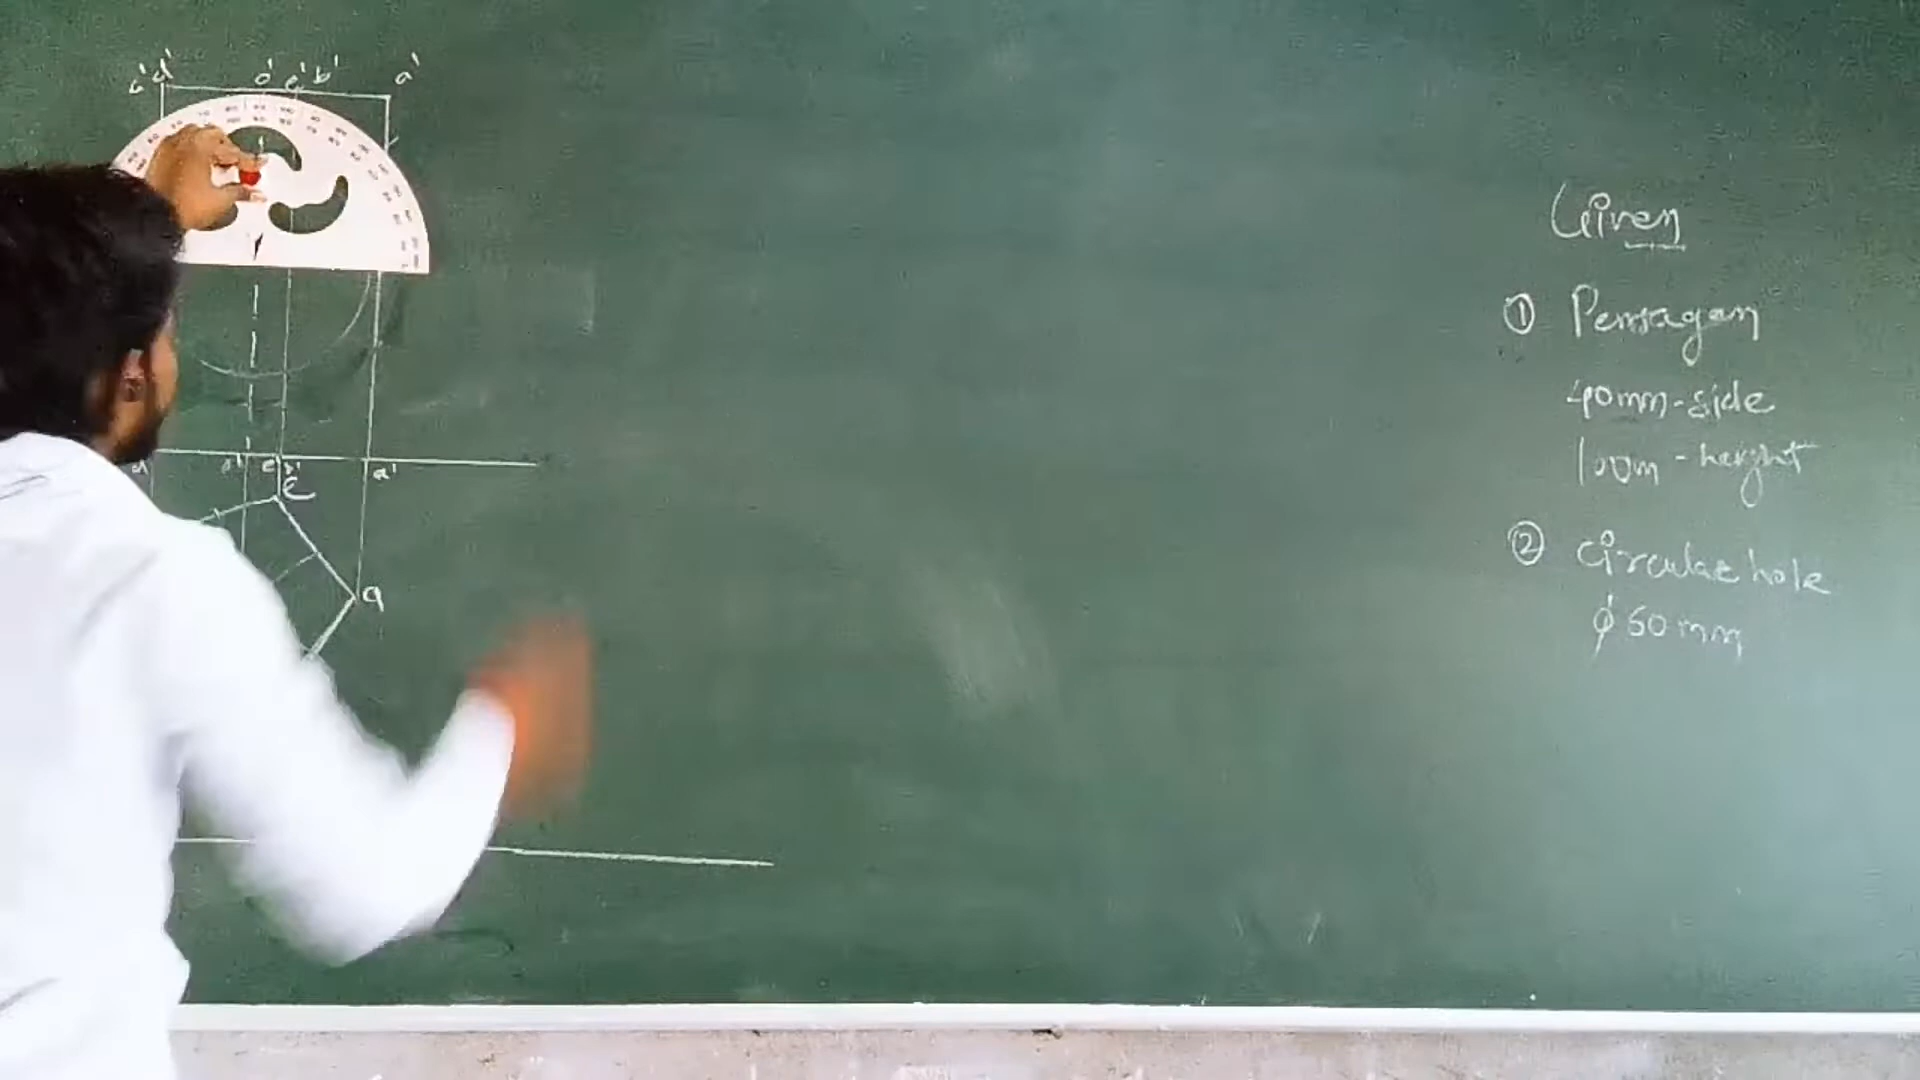 c' d' o' e' b' a'
a'
e
a
Given
① Pentagon
40mm-side
100m - height
② circular hole
ϕ 50 mm